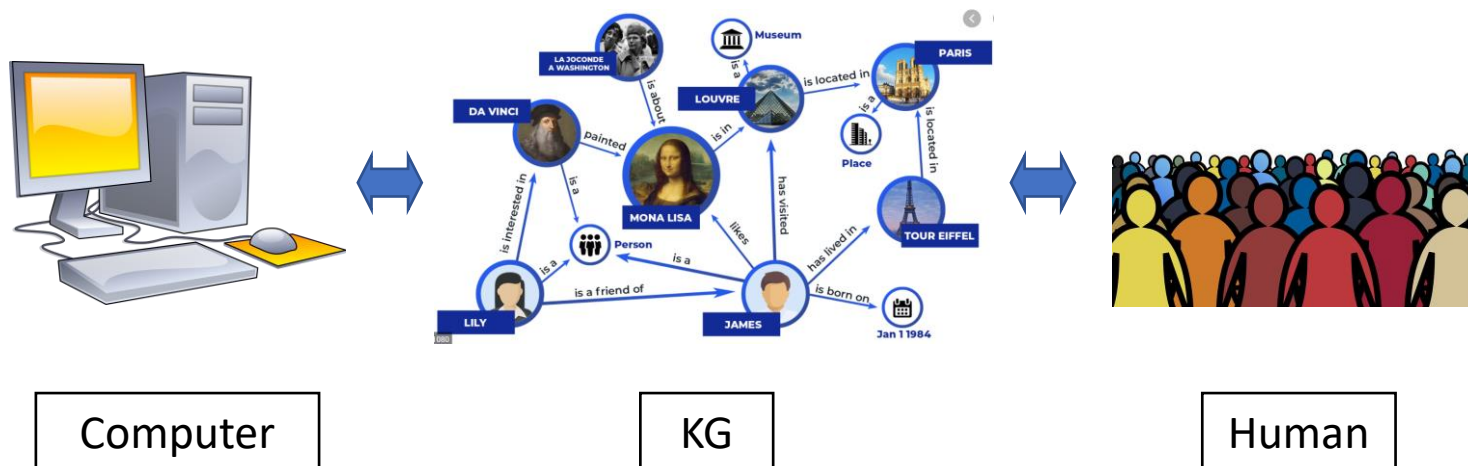 LA JOCONDE
A WASHINGTON
Museum
PARIS
is a
is located in
is about
LOUVRE
DA VINCI
is a
is located in
painted
is in
Place
is a
has visited
is interested in
MONA LISA
TOUR EIFFEL
likes
has lived in
Person
is a
is a
is a friend of
is born on
LILY
JAMES
Jan 1 1984
080
Computer
KG
Human